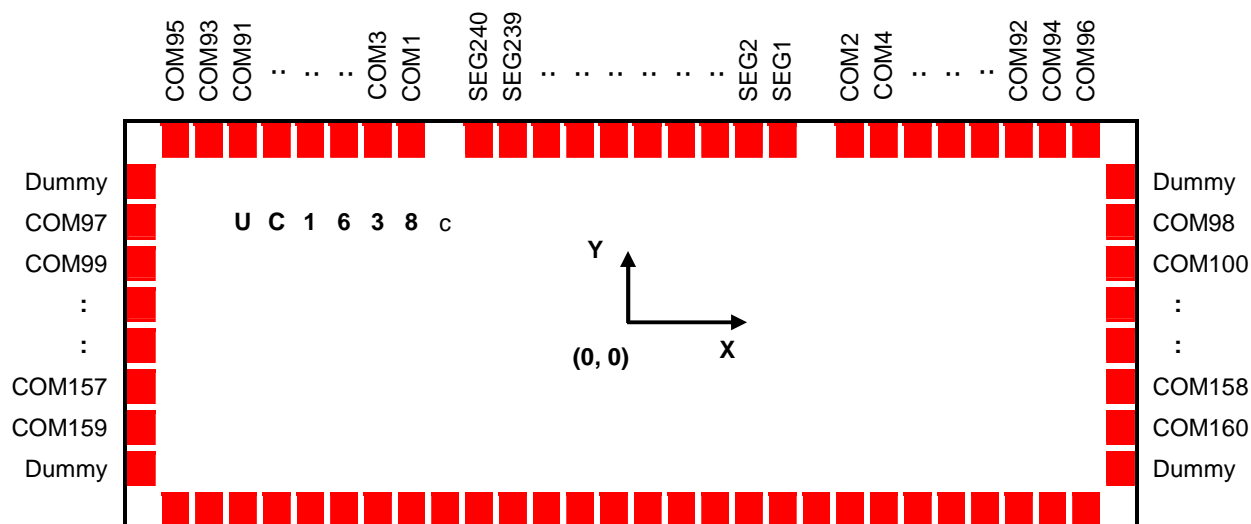 COM95 COM93 COM91 .. .. .. COM3 COM1 SEG240 SEG239 .. .. .. .. .. .. SEG2 SEG1 COM2 COM4 .. .. .. COM92 COM94 COM96
Dummy Dummy
COM97 U C 1 6 3 8 c COM98
COM99 Y COM100
: :
: (0, 0) X :
COM157 COM158
COM159 COM160
Dummy Dummy